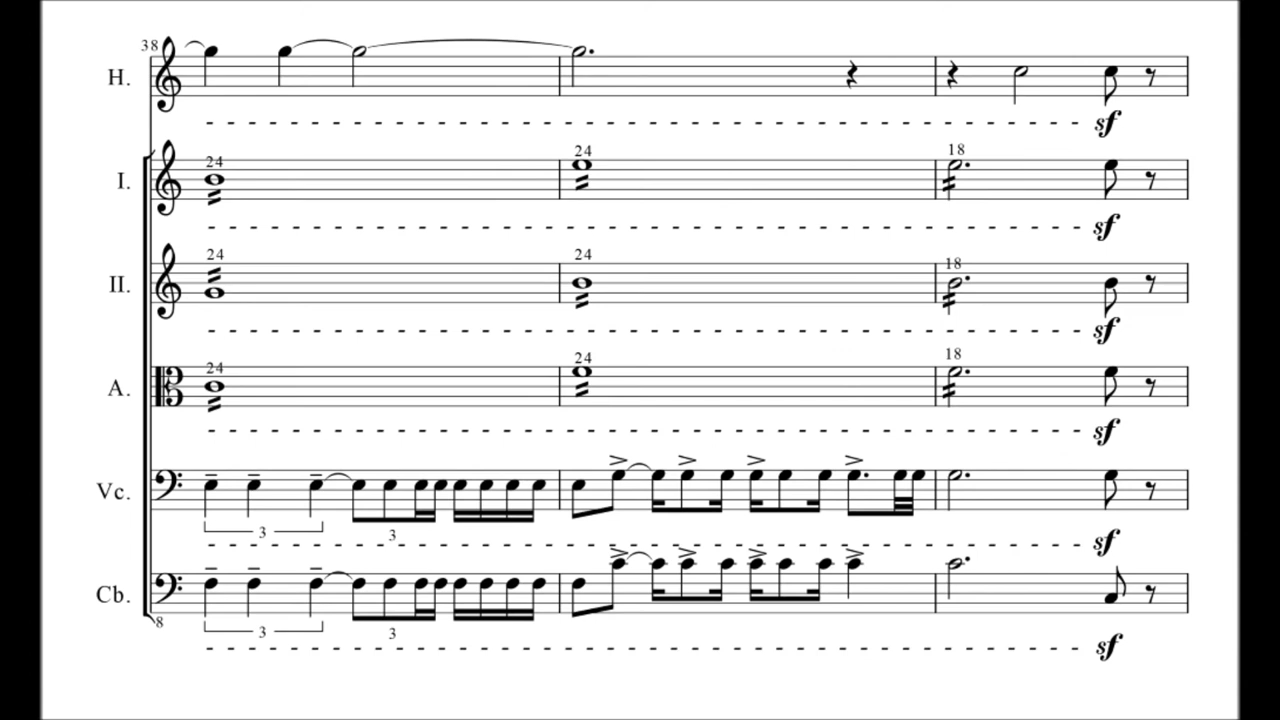 38
H.
sf
24 24 18
I.
sf
24 24 18
II.
sf
24 24 18
A.
sf
Vc.
3 3
sf
Cb.
8
3 3
sf